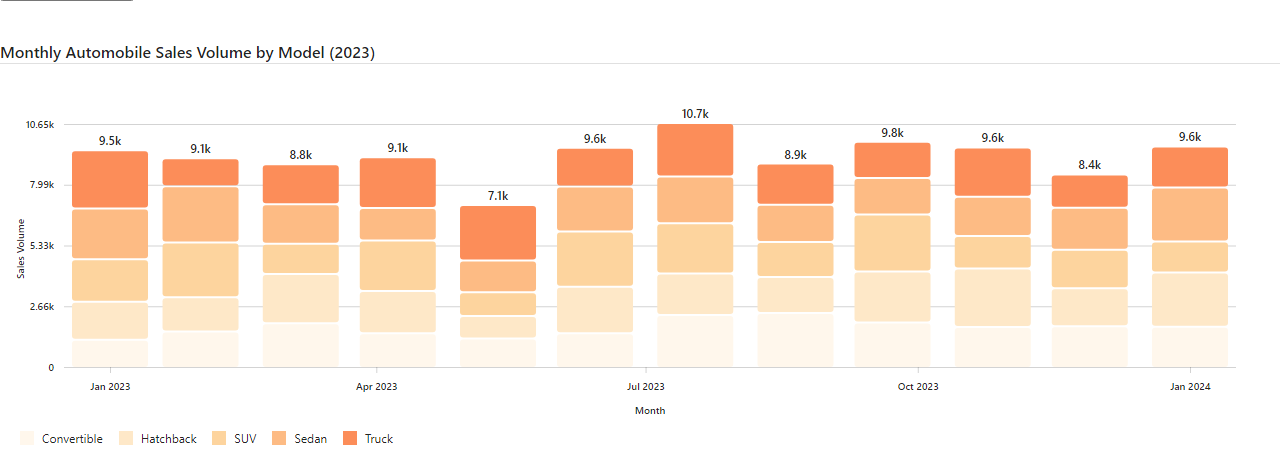 Monthly Automobile Sales Volume by Model (2023)
10.7k
10.65k
9.5k
9.1k
8.8k
9.1k
7.1k
9.6k
8.9k
9.8k
9.6k
8.4k
9.6k
7.99k
5.33k
2.66k
0
Sales Volume
Jan 2023 Apr 2023 Jul 2023 Oct 2023 Jan 2024
Month
Convertible Hatchback SUV Sedan Truck